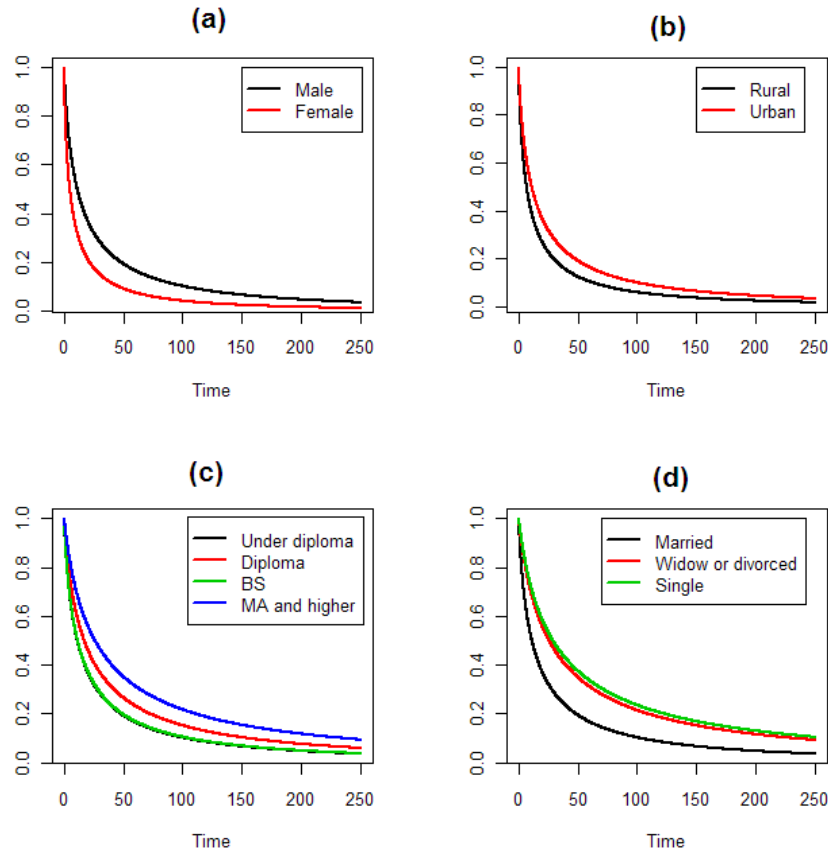 (a)
Male
Female
0.0 0.2 0.4 0.6 0.8 1.0
0 50 100 150 200 250
Time
(b)
Rural
Urban
0.0 0.2 0.4 0.6 0.8 1.0
0 50 100 150 200 250
Time
(c)
Under diploma
Diploma
BS
MA and higher
0.0 0.2 0.4 0.6 0.8 1.0
0 50 100 150 200 250
Time
(d)
Married
Widow or divorced
Single
0.0 0.2 0.4 0.6 0.8 1.0
0 50 100 150 200 250
Time